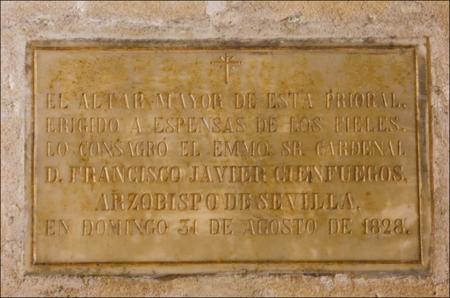 EL ALTAR MAYOR DE ESTA PRIORAL,
ERIGIDO A ESPENSAS DE LOS FIELES,
LO CONSAGRÓ EL EMMO. SR. CARDENAL
D. FRANCISCO JAVIER CIENFUEGOS,
ARZOBISPO DE SEVILLA,
EN DOMINGO 31 DE AGOSTO DE 1828.